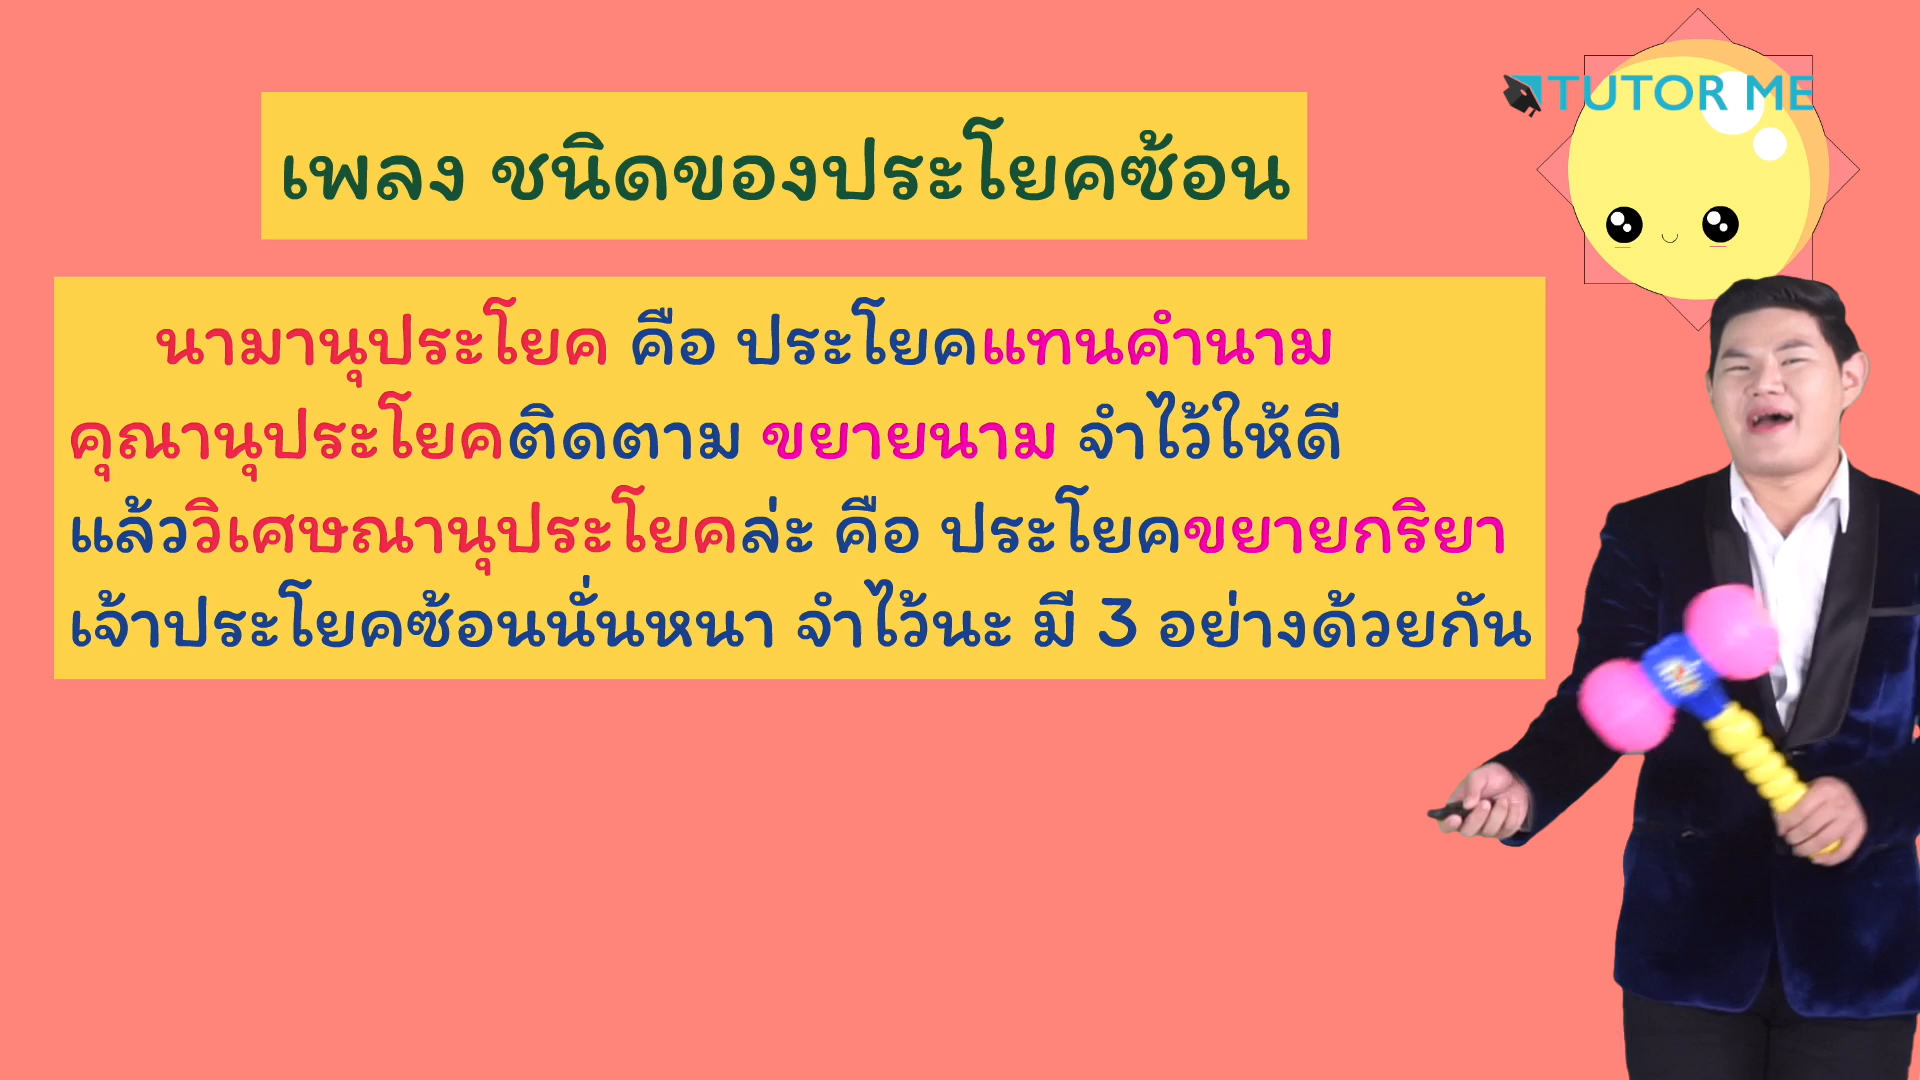 TUTOR ME
เพลง ชนิดของประโยคซ้อน
นามานุประโยค คือ ประโยคแทนคำนาม
คุณานุประโยคติดตาม ขยายนาม จำไว้ให้ดี
แล้ววิเศษณานุประโยคล่ะ คือ ประโยคขยายกริยา
เจ้าประโยคซ้อนนั่นหนา จำไว้นะ มี 3 อย่างด้วยกัน